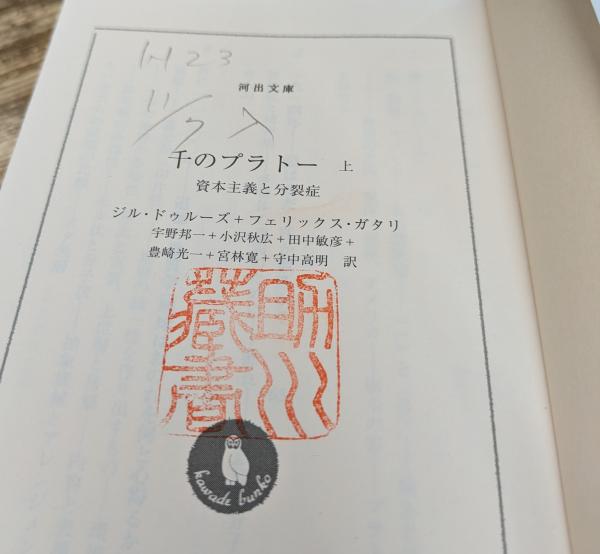 H23
11/7 入
河出文庫
千のプラトー 上
資本主義と分裂症
ジル・ドゥルーズ+フェリックス・ガタリ
宇野邦一+小沢秋広+田中敏彦+
豊崎光一+宮林寛+守中高明 訳
蔵書
kawade bunko